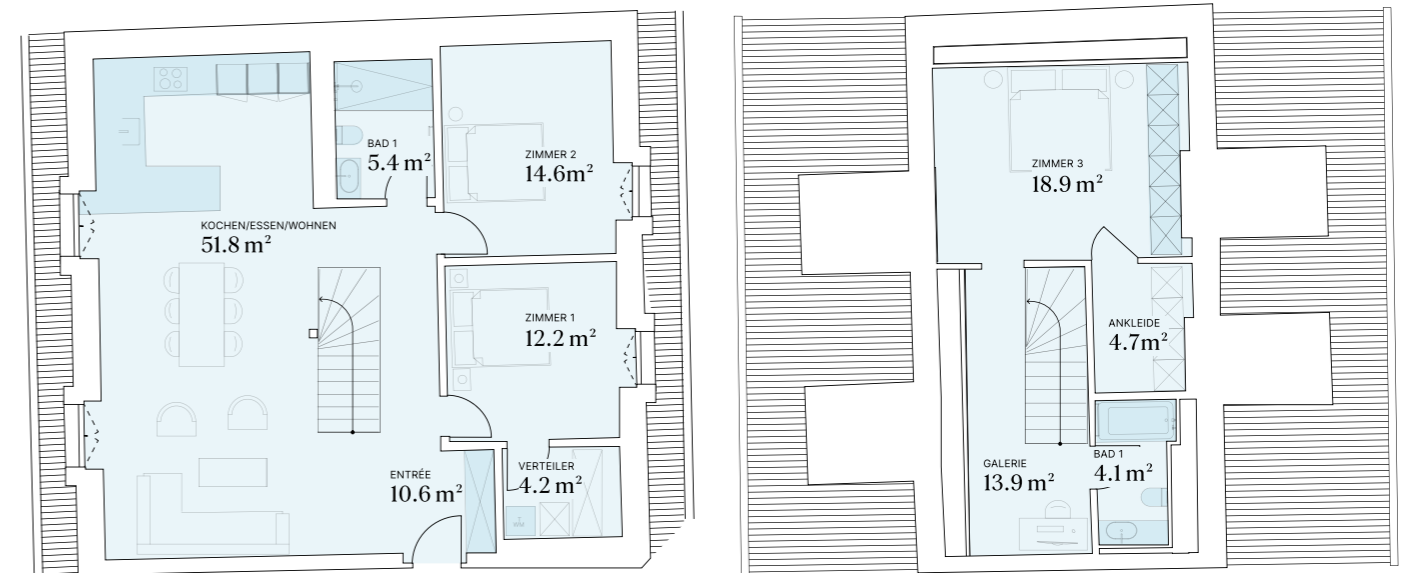 BAD 1
5.4 m²
ZIMMER 2
14.6m²
KOCHEN/ESSEN/WOHNEN
51.8 m²
ZIMMER 1
12.2 m²
ENTRÉE
10.6 m²
VERTEILER
4.2 m²
ZIMMER 3
18.9 m²
ANKLEIDE
4.7m²
GALERIE
13.9 m²
BAD 1
4.1 m²